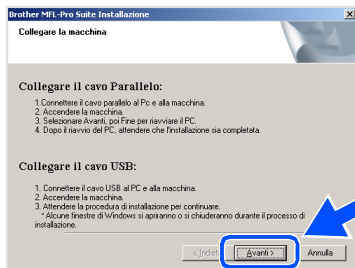 Brother MFL-Pro Suite Installazione
Collegare la macchina
Collegare il cavo Parallelo:
1.Connettere il cavo parallelo al Pc e alla macchina.
2. Accendere la macchina.
3. Selezionare Avanti, poi Fine per riavviare il PC.
4. Dopo il riavvio del PC, attendere che l'installazione sia completata.
Collegare il cavo USB:
1. Connettere il cavo USB al PC e alla macchina.
2. Accendere la macchina.
3. Attendere la procedura di installazione per continuare.
* Alcune finestre di Windows si apriranno o si chiuderanno durante il processo di
installazione.
Avanti > Annulla